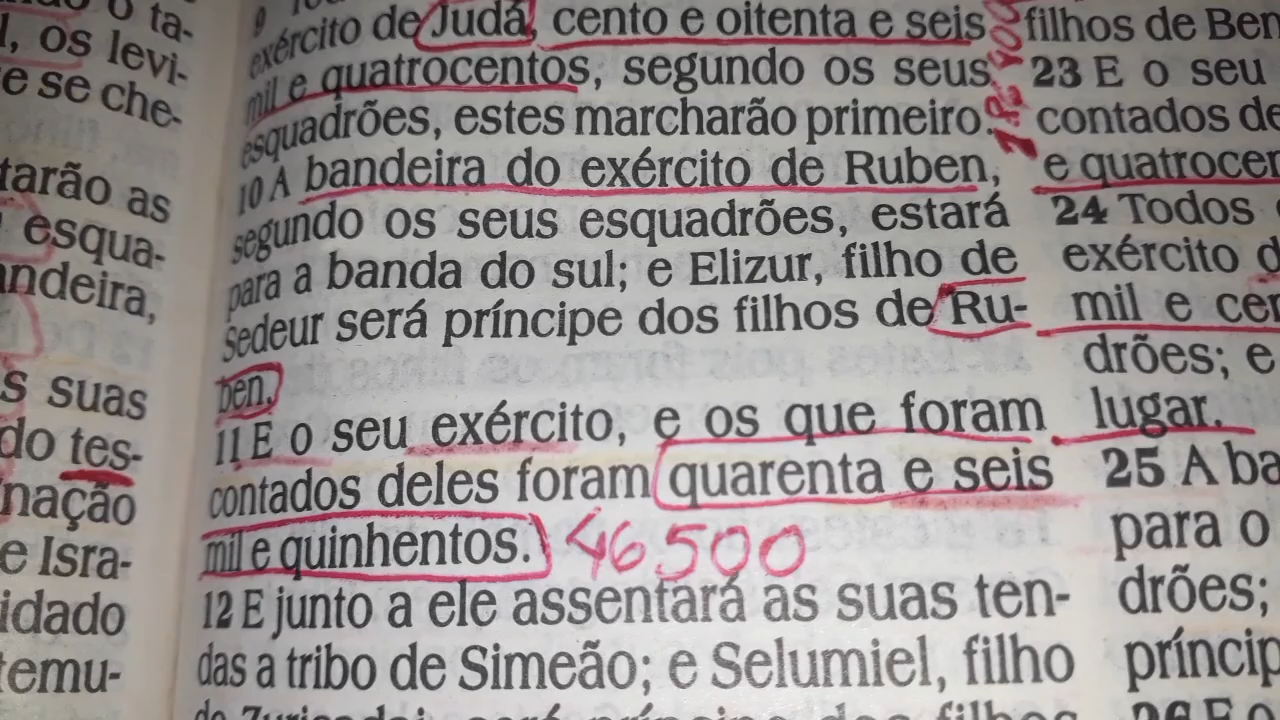 o ta-
l, os levi-
e se che-
tarão as
esqua-
andeira,
s suas
do tes-
nação
e Isra-
idado
temu-
9
exército de Judá, cento e oitenta e seis
mil e quatrocentos, segundo os seus
esquadrões, estes marcharão primeiro.
10 A bandeira do exército de Ruben,
segundo os seus esquadrões, estará
para a banda do sul; e Elizur, filho de
Sedeur será príncipe dos filhos de Ru-
ben.
11 E o seu exército, e os que foram
contados deles foram quarenta e seis
mil e quinhentos. 46500
12 E junto a ele assentará as suas ten-
das a tribo de Simeão; e Selumiel, filho
filhos de Ben
23 E o seu
contados de
e quatrocen
24 Todos
exército d
mil e cen
drões; e
lugar.
25 A ba
para o
drões;
príncip
26 E o